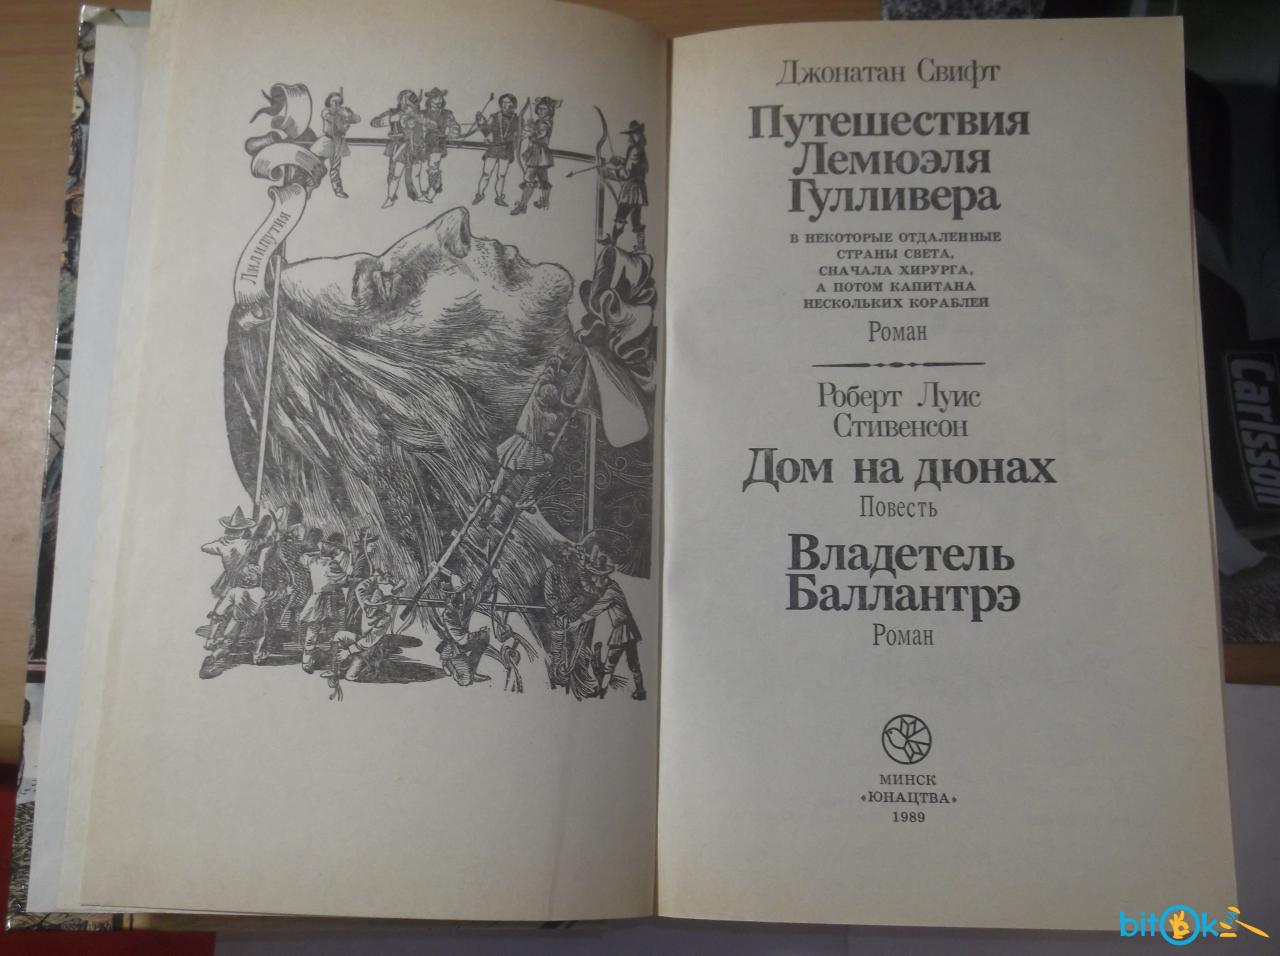 Лилипутия
Джонатан Свифт
Путешествия
Лемюэля
Гулливера
В НЕКОТОРЫЕ ОТДАЛЕННЫЕ
СТРАНЫ СВЕТА,
СНАЧАЛА ХИРУРГА,
А ПОТОМ КАПИТАНА
НЕСКОЛЬКИХ КОРАБЛЕЙ
Роман
Роберт Луис
Стивенсон
Дом на дюнах
Повесть
Владетель
Баллантрэ
Роман
МИНСК
«ЮНАЦТВА»
1989
Carlsson
bitok